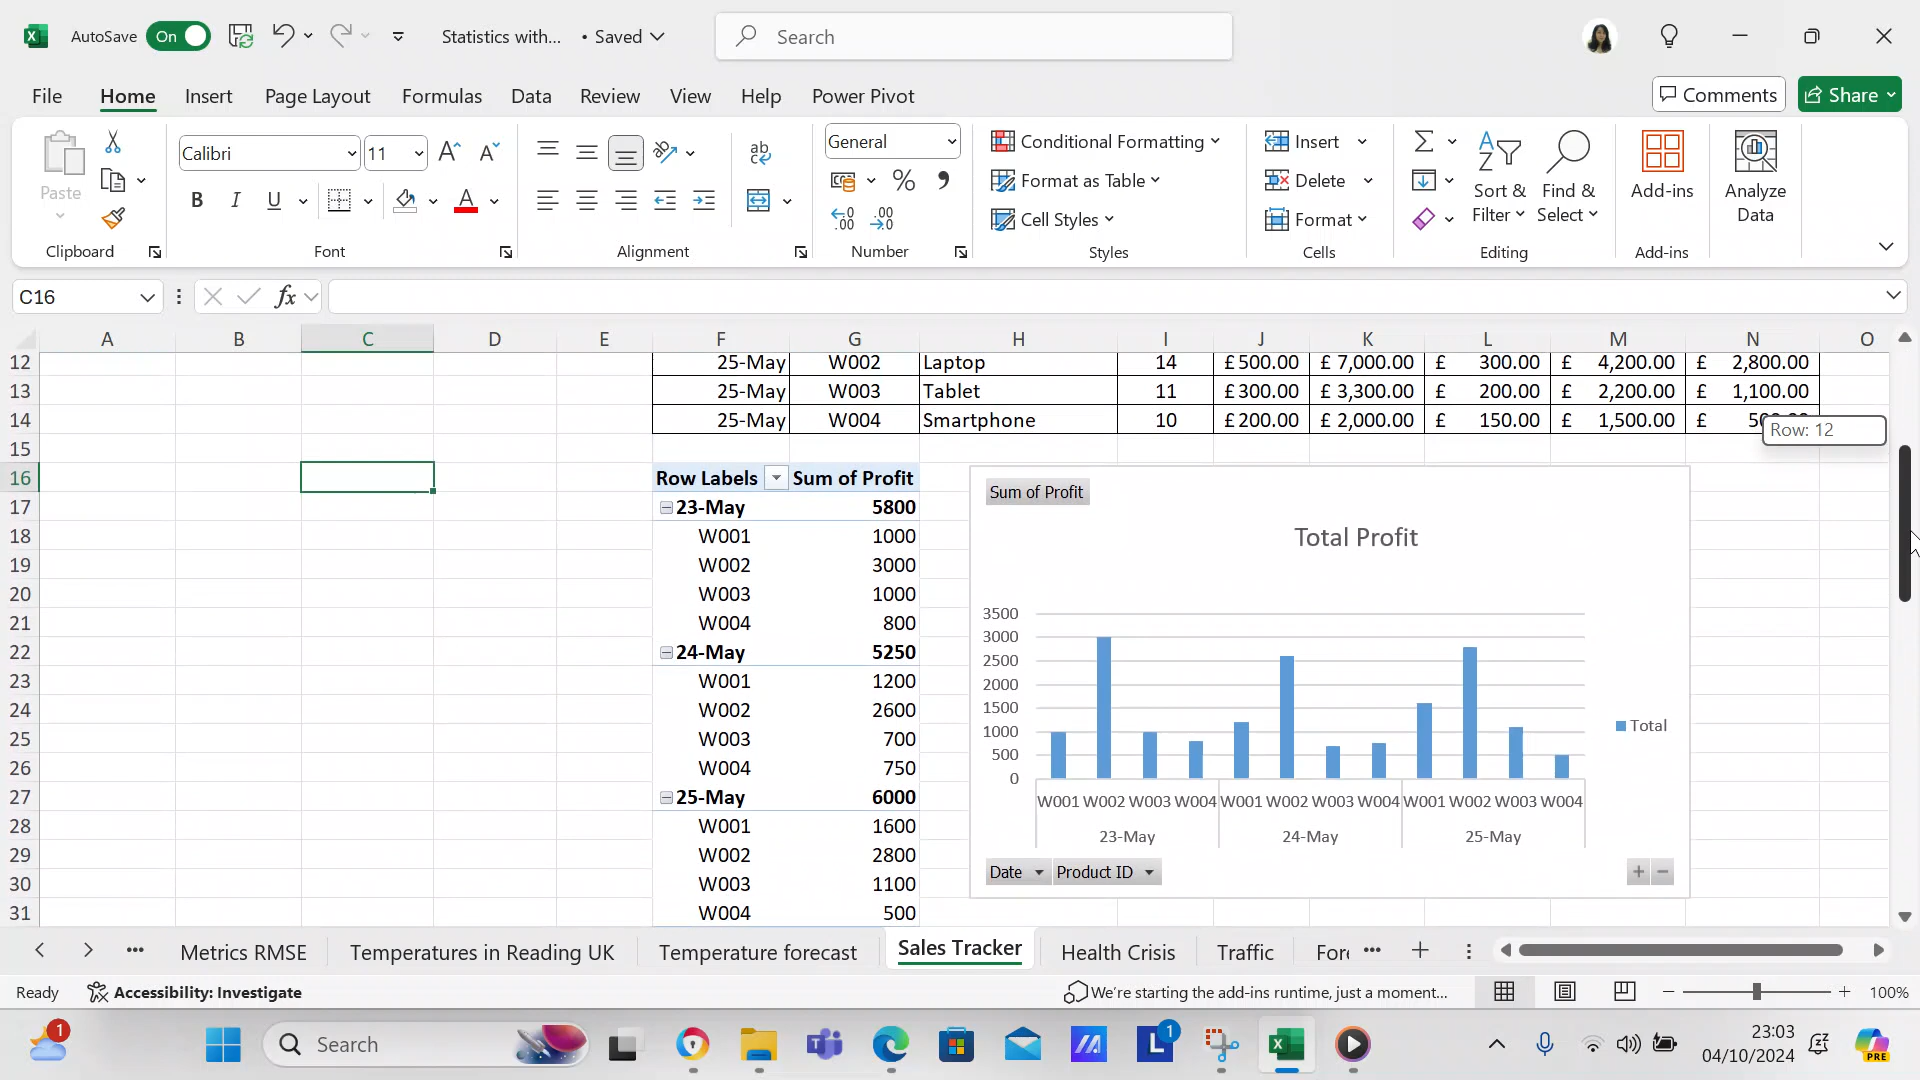 AutoSave On Statistics with... • Saved Search
File Home Insert Page Layout Formulas Data Review View Help Power Pivot Comments Share
Paste Calibri 11 General Conditional Formatting Format as Table Cell Styles Insert Delete Format Sort & Filter Find & Select Add-ins Analyze Data
Clipboard Font Alignment Number Styles Cells Editing Add-ins
C16 fx
A B C D E F G H I J K L M N O
12 25-May W002 Laptop 14 £500.00 £ 7,000.00 £ 300.00 £ 4,200.00 £ 2,800.00
13 25-May W003 Tablet 11 £300.00 £ 3,300.00 £ 200.00 £ 2,200.00 £ 1,100.00
14 25-May W004 Smartphone 10 £200.00 £ 2,000.00 £ 150.00 £ 1,500.00 £
Row: 12
15
16 Row Labels Sum of Profit
17 23-May 5800
18 W001 1000
19 W002 3000
20 W003 1000
21 W004 800
22 24-May 5250
23 W001 1200
24 W002 2600
25 W003 700
26 W004 750
27 25-May 6000
28 W001 1600
29 W002 2800
30 W003 1100
31 W004 500
Sum of Profit
Total Profit
3500
3000
2500
2000
1500
1000
500
0
Total
W001 W002 W003 W004 W001 W002 W003 W004 W001 W002 W003 W004
23-May 24-May 25-May
Date Product ID + −
Metrics RMSE Temperatures in Reading UK Temperature forecast Sales Tracker Health Crisis Traffic
Ready Accessibility: Investigate We're starting the add-ins runtime, just a moment... 100%
1 Search L 1 23:03 PRE
04/10/2024